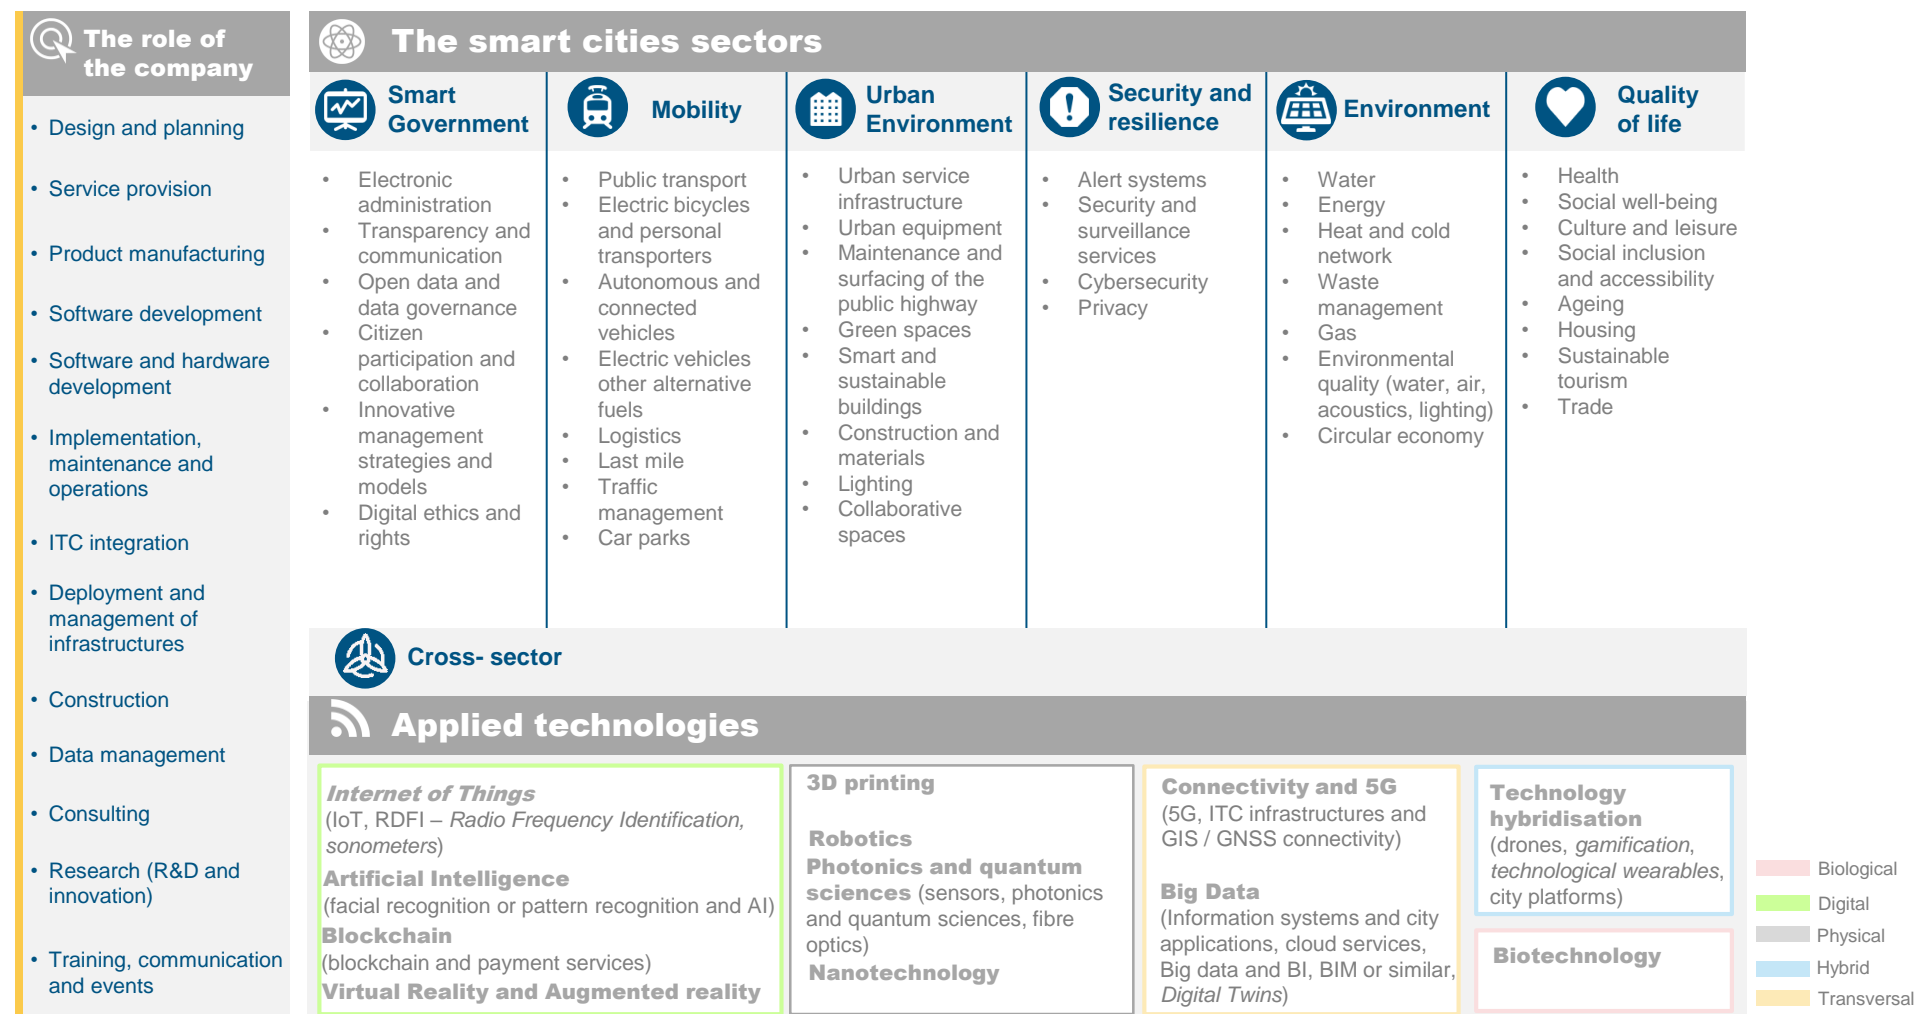 The role of
the company
• Design and planning
• Service provision
• Product manufacturing
• Software development
• Software and hardware
development
• Implementation,
maintenance and
operations
• ITC integration
• Deployment and
management of
infrastructures
• Construction
• Data management
• Consulting
• Research (R&D and
innovation)
• Training, communication
and events
The smart cities sectors
Smart
Government
• Electronic
administration
• Transparency and
communication
• Open data and
data governance
• Citizen
participation and
collaboration
• Innovative
management
strategies and
models
• Digital ethics and
rights
Mobility
• Public transport
• Electric bicycles
and personal
transporters
• Autonomous and
connected
vehicles
• Electric vehicles
other alternative
fuels
• Logistics
• Last mile
• Traffic
management
• Car parks
Urban
Environment
• Urban service
infrastructure
• Urban equipment
• Maintenance and
surfacing of the
public highway
• Green spaces
• Smart and
sustainable
buildings
• Construction and
materials
• Lighting
• Collaborative
spaces
Security and
resilience
• Alert systems
• Security and
surveillance
services
• Cybersecurity
• Privacy
Environment
• Water
• Energy
• Heat and cold
network
• Waste
management
• Gas
• Environmental
quality (water, air,
acoustics, lighting)
• Circular economy
Quality
of life
• Health
• Social well-being
• Culture and leisure
• Social inclusion
and accessibility
• Ageing
• Housing
• Sustainable
tourism
• Trade
Cross- sector
Applied technologies
Internet of Things
(IoT, RDFI – Radio Frequency Identification,
sonometers)
Artificial Intelligence
(facial recognition or pattern recognition and AI)
Blockchain
(blockchain and payment services)
Virtual Reality and Augmented reality
3D printing
Robotics
Photonics and quantum
sciences (sensors, photonics
and quantum sciences, fibre
optics)
Nanotechnology
Connectivity and 5G
(5G, ITC infrastructures and
GIS / GNSS connectivity)
Big Data
(Information systems and city
applications, cloud services,
Big data and BI, BIM or similar,
Digital Twins)
Technology
hybridisation
(drones, gamification,
technological wearables,
city platforms)
Biotechnology
Biological
Digital
Physical
Hybrid
Transversal